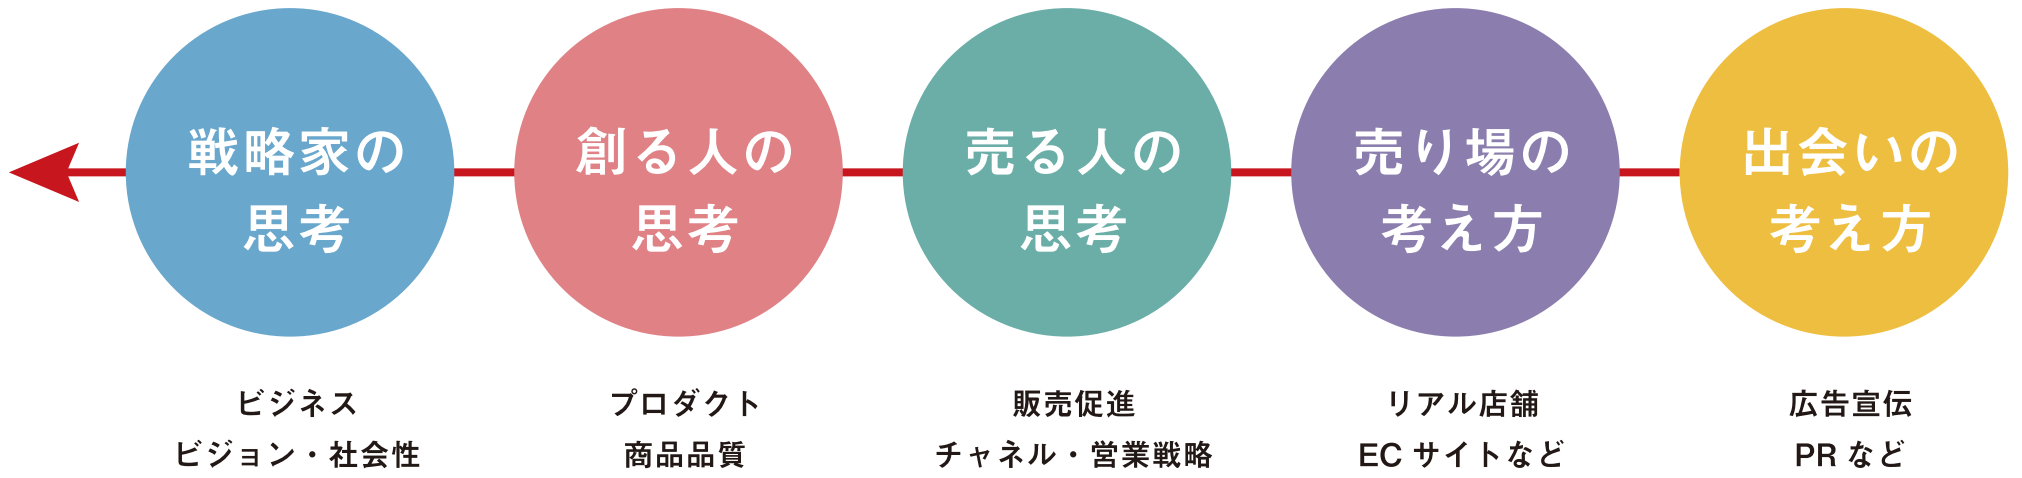 戦略家の
思考
創る人の
思考
売る人の
思考
売り場の
考え方
出会いの
考え方
ビジネス
ビジョン・社会性
プロダクト
商品品質
販売促進
チャネル・営業戦略
リアル店舗
EC サイトなど
広告宣伝
PR など